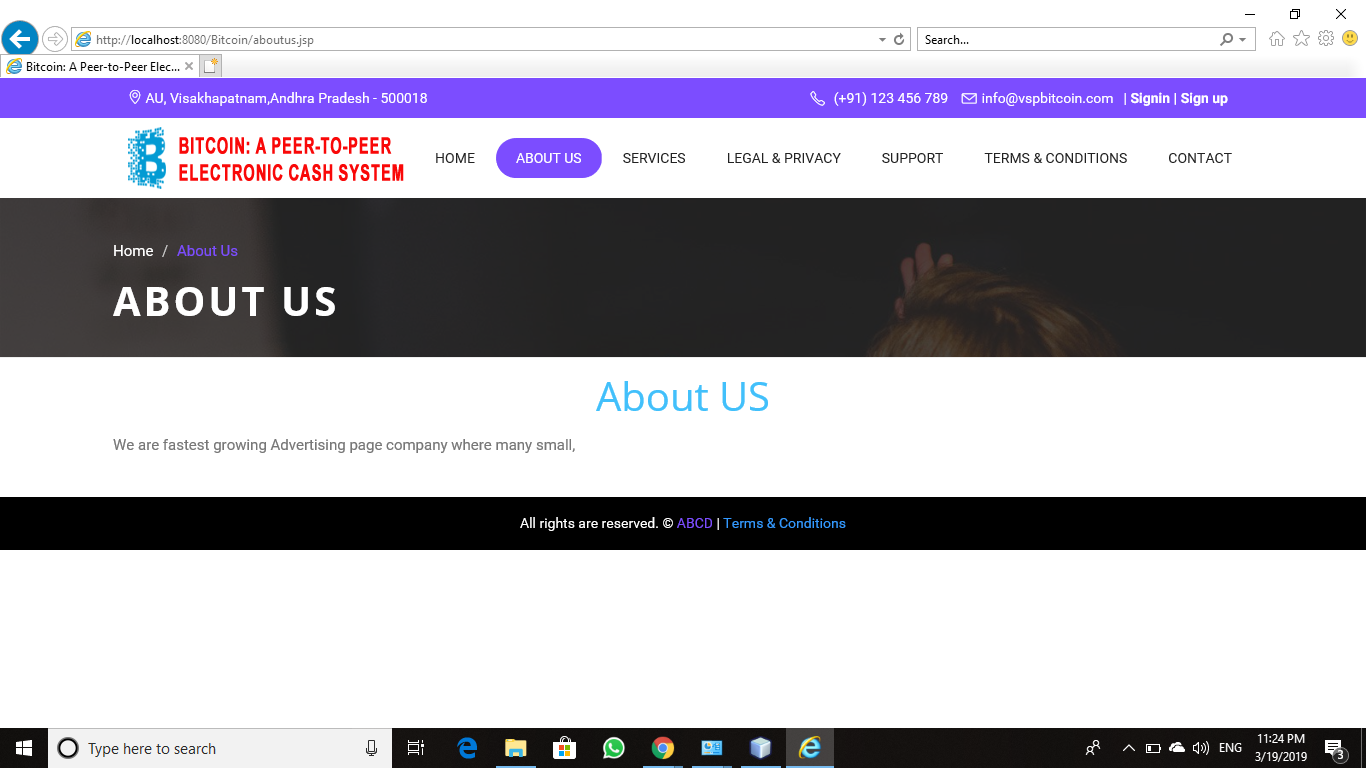 http://localhost:8080/Bitcoin/aboutus.jsp
Search...
Bitcoin: A Peer-to-Peer Elec...
AU, Visakhapatnam,Andhra Pradesh - 500018
(+91) 123 456 789
info@vspbitcoin.com
| Signin | Sign up
BITCOIN: A PEER-TO-PEER
ELECTRONIC CASH SYSTEM
HOME
ABOUT US
SERVICES
LEGAL & PRIVACY
SUPPORT
TERMS & CONDITIONS
CONTACT
Home / About Us
ABOUT US
About US
We are fastest growing Advertising page company where many small,
All rights are reserved. © ABCD | Terms & Conditions
Type here to search
ENG
11:24 PM
3/19/2019
3